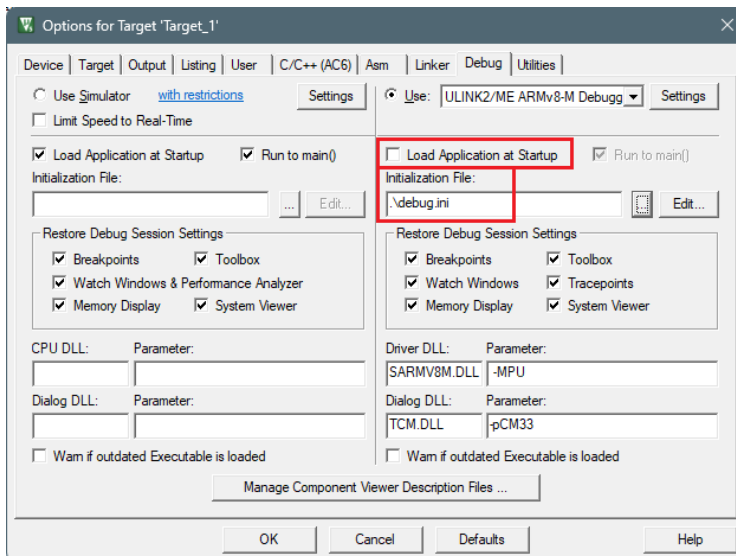 Options for Target 'Target_1'
Device Target Output Listing User C/C++ (AC6) Asm Linker Debug Utilities
Use Simulator with restrictions Settings
Limit Speed to Real-Time
Use: ULINK2/ME ARMv8-M Debugg Settings
Load Application at Startup Run to main()
Initialization File:
... Edit...
Load Application at Startup Run to main()
Initialization File:
.\debug.ini ... Edit...
Restore Debug Session Settings
Breakpoints Toolbox
Watch Windows & Performance Analyzer
Memory Display System Viewer
Restore Debug Session Settings
Breakpoints Toolbox
Watch Windows Tracepoints
Memory Display System Viewer
CPU DLL: Parameter:
Dialog DLL: Parameter:
Warn if outdated Executable is loaded
Driver DLL: Parameter:
SARMV8M.DLL -MPU
Dialog DLL: Parameter:
TCM.DLL -pCM33
Warn if outdated Executable is loaded
Manage Component Viewer Description Files ...
OK Cancel Defaults Help